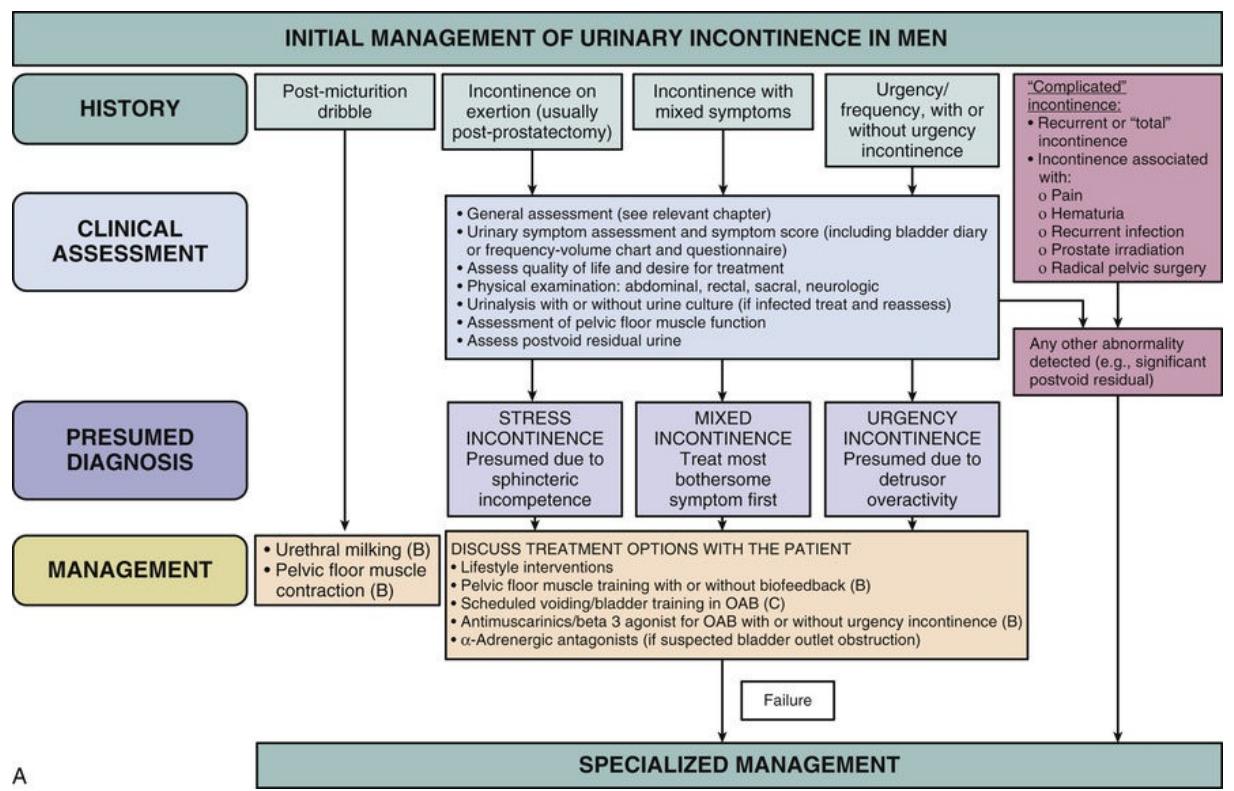 INITIAL MANAGEMENT OF URINARY INCONTINENCE IN MEN
HISTORY
Post-micturition
dribble
Incontinence on
exertion (usually
post-prostatectomy)
Incontinence with
mixed symptoms
Urgency/
frequency, with or
without urgency
incontinence
“Complicated”
incontinence:
• Recurrent or “total”
incontinence
• Incontinence associated
with:
o Pain
o Hematuria
o Recurrent infection
o Prostate irradiation
o Radical pelvic surgery
CLINICAL
ASSESSMENT
• General assessment (see relevant chapter)
• Urinary symptom assessment and symptom score (including bladder diary
or frequency-volume chart and questionnaire)
• Assess quality of life and desire for treatment
• Physical examination: abdominal, rectal, sacral, neurologic
• Urinalysis with or without urine culture (if infected treat and reassess)
• Assessment of pelvic floor muscle function
• Assess postvoid residual urine
Any other abnormality
detected (e.g., significant
postvoid residual)
PRESUMED
DIAGNOSIS
STRESS
INCONTINENCE
Presumed due to
sphincteric
incompetence
MIXED
INCONTINENCE
Treat most
bothersome
symptom first
URGENCY
INCONTINENCE
Presumed due to
detrusor
overactivity
MANAGEMENT
• Urethral milking (B)
• Pelvic floor muscle
contraction (B)
DISCUSS TREATMENT OPTIONS WITH THE PATIENT
• Lifestyle interventions
• Pelvic floor muscle training with or without biofeedback (B)
• Scheduled voiding/bladder training in OAB (C)
• Antimuscarinics/beta 3 agonist for OAB with or without urgency incontinence (B)
• α-Adrenergic antagonists (if suspected bladder outlet obstruction)
Failure
SPECIALIZED MANAGEMENT
A